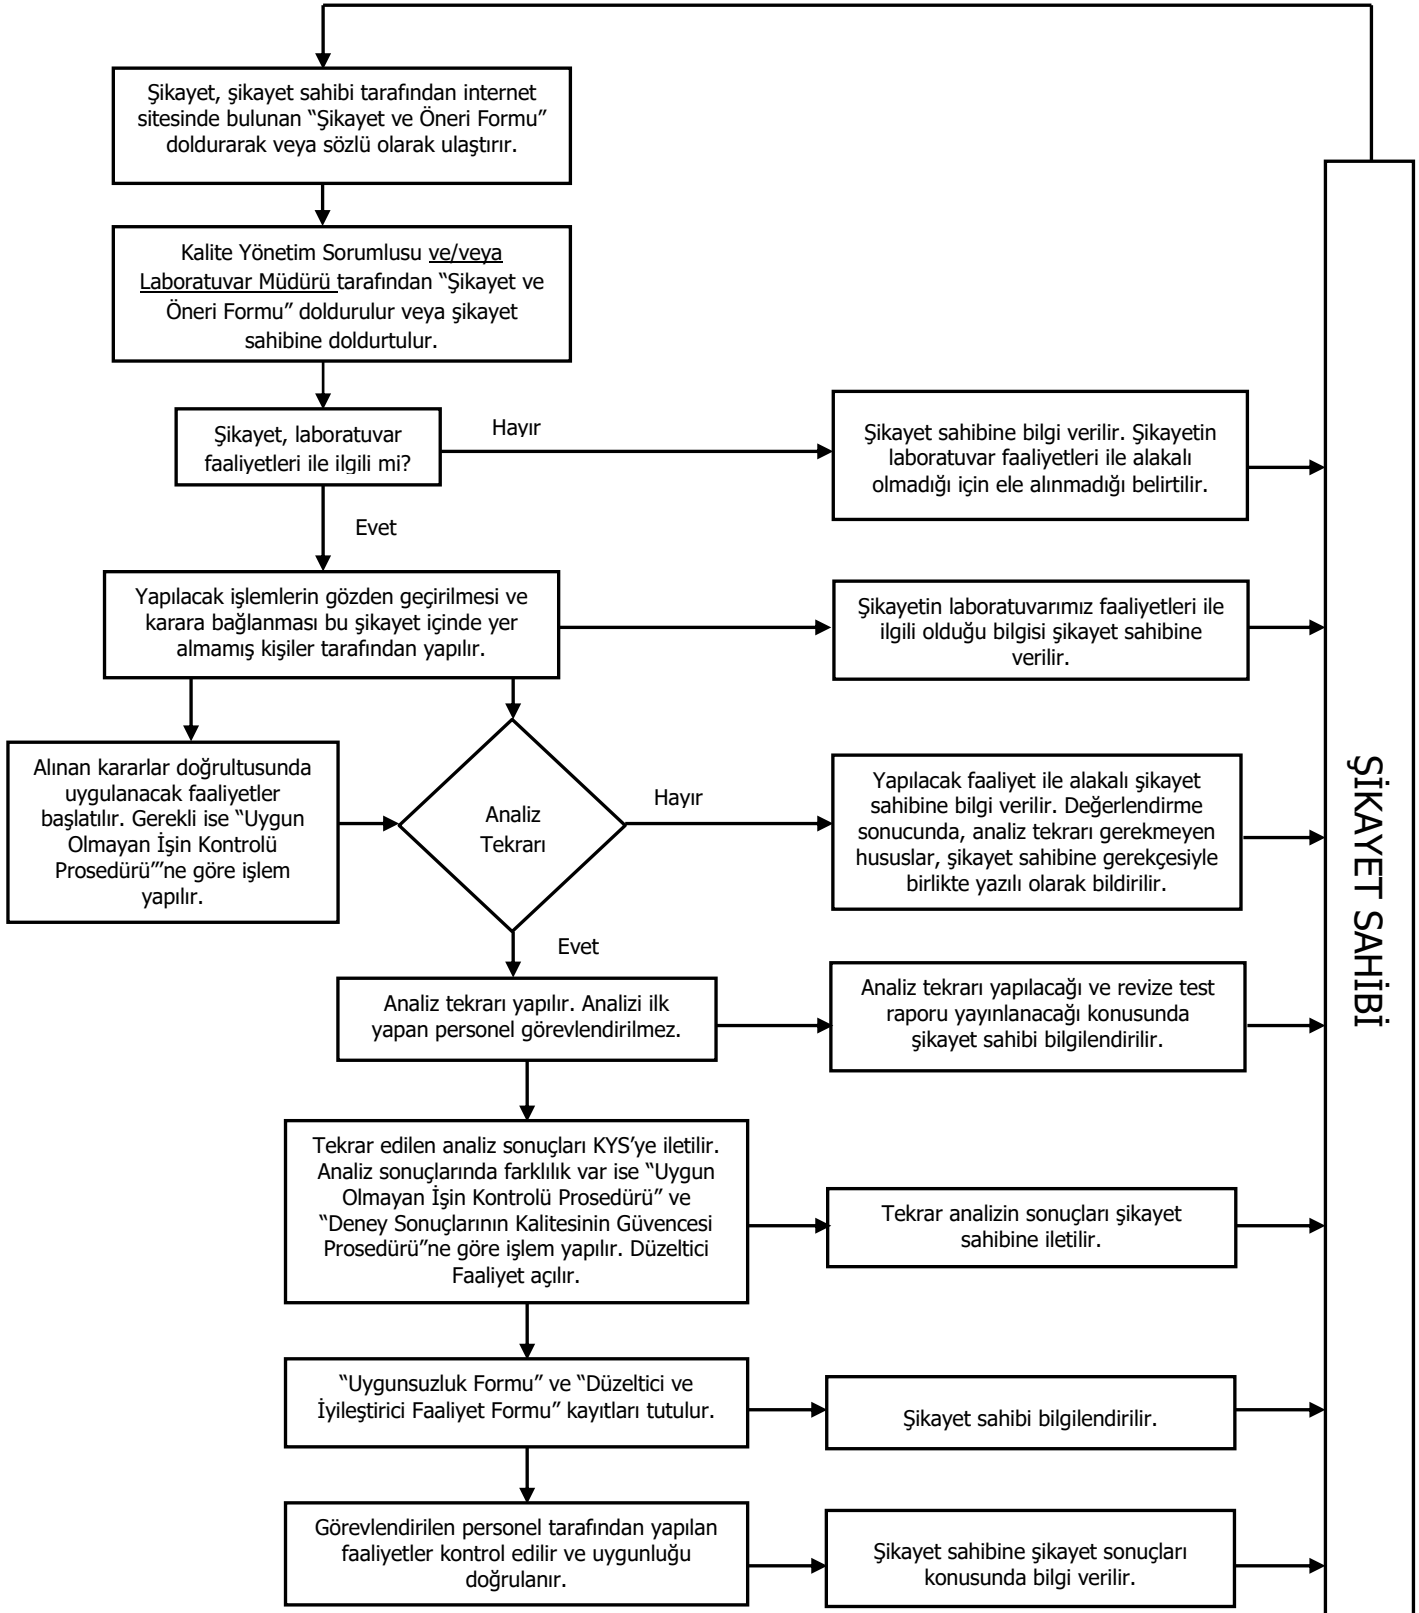 Şikayet, şikayet sahibi tarafından internet
sitesinde bulunan “Şikayet ve Öneri Formu”
doldurarak veya sözlü olarak ulaştırır.
Kalite Yönetim Sorumlusu ve/veya
Laboratuvar Müdürü tarafından “Şikayet ve
Öneri Formu” doldurulur veya şikayet
sahibine doldurtulur.
Şikayet, laboratuvar
faaliyetleri ile ilgili mi?
Hayır
Şikayet sahibine bilgi verilir. Şikayetin
laboratuvar faaliyetleri ile alakalı
olmadığı için ele alınmadığı belirtilir.
Evet
Yapılacak işlemlerin gözden geçirilmesi ve
karara bağlanması bu şikayet içinde yer
almamış kişiler tarafından yapılır.
Şikayetin laboratuvarımız faaliyetleri ile
ilgili olduğu bilgisi şikayet sahibine
verilir.
Alınan kararlar doğrultusunda
uygulanacak faaliyetler
başlatılır. Gerekli ise “Uygun
Olmayan İşin Kontrolü
Prosedürü”’ne göre işlem
yapılır.
Analiz
Tekrarı
Hayır
Yapılacak faaliyet ile alakalı şikayet
sahibine bilgi verilir. Değerlendirme
sonucunda, analiz tekrarı gerekmeyen
hususlar, şikayet sahibine gerekçesiyle
birlikte yazılı olarak bildirilir.
Evet
Analiz tekrarı yapılır. Analizi ilk
yapan personel görevlendirilmez.
Analiz tekrarı yapılacağı ve revize test
raporu yayınlanacağı konusunda
şikayet sahibi bilgilendirilir.
Tekrar edilen analiz sonuçları KYS’ye iletilir.
Analiz sonuçlarında farklılık var ise “Uygun
Olmayan İşin Kontrolü Prosedürü” ve
“Deney Sonuçlarının Kalitesinin Güvencesi
Prosedürü”ne göre işlem yapılır. Düzeltici
Faaliyet açılır.
Tekrar analizin sonuçları şikayet
sahibine iletilir.
“Uygunsuzluk Formu” ve “Düzeltici ve
İyileştirici Faaliyet Formu” kayıtları tutulur.
Şikayet sahibi bilgilendirilir.
Görevlendirilen personel tarafından yapılan
faaliyetler kontrol edilir ve uygunluğu
doğrulanır.
Şikayet sahibine şikayet sonuçları
konusunda bilgi verilir.
ŞİKAYET SAHİBİ